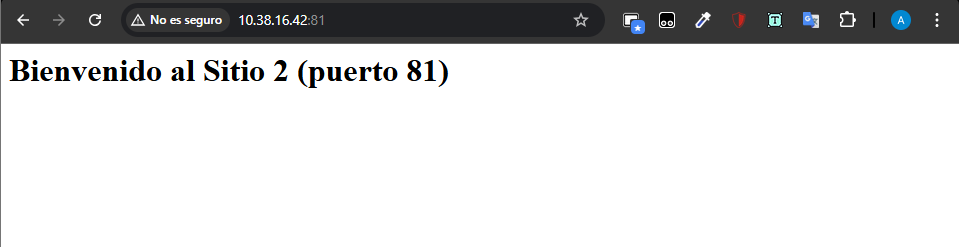 No es seguro 10.38.16.42:81
A
Bienvenido al Sitio 2 (puerto 81)